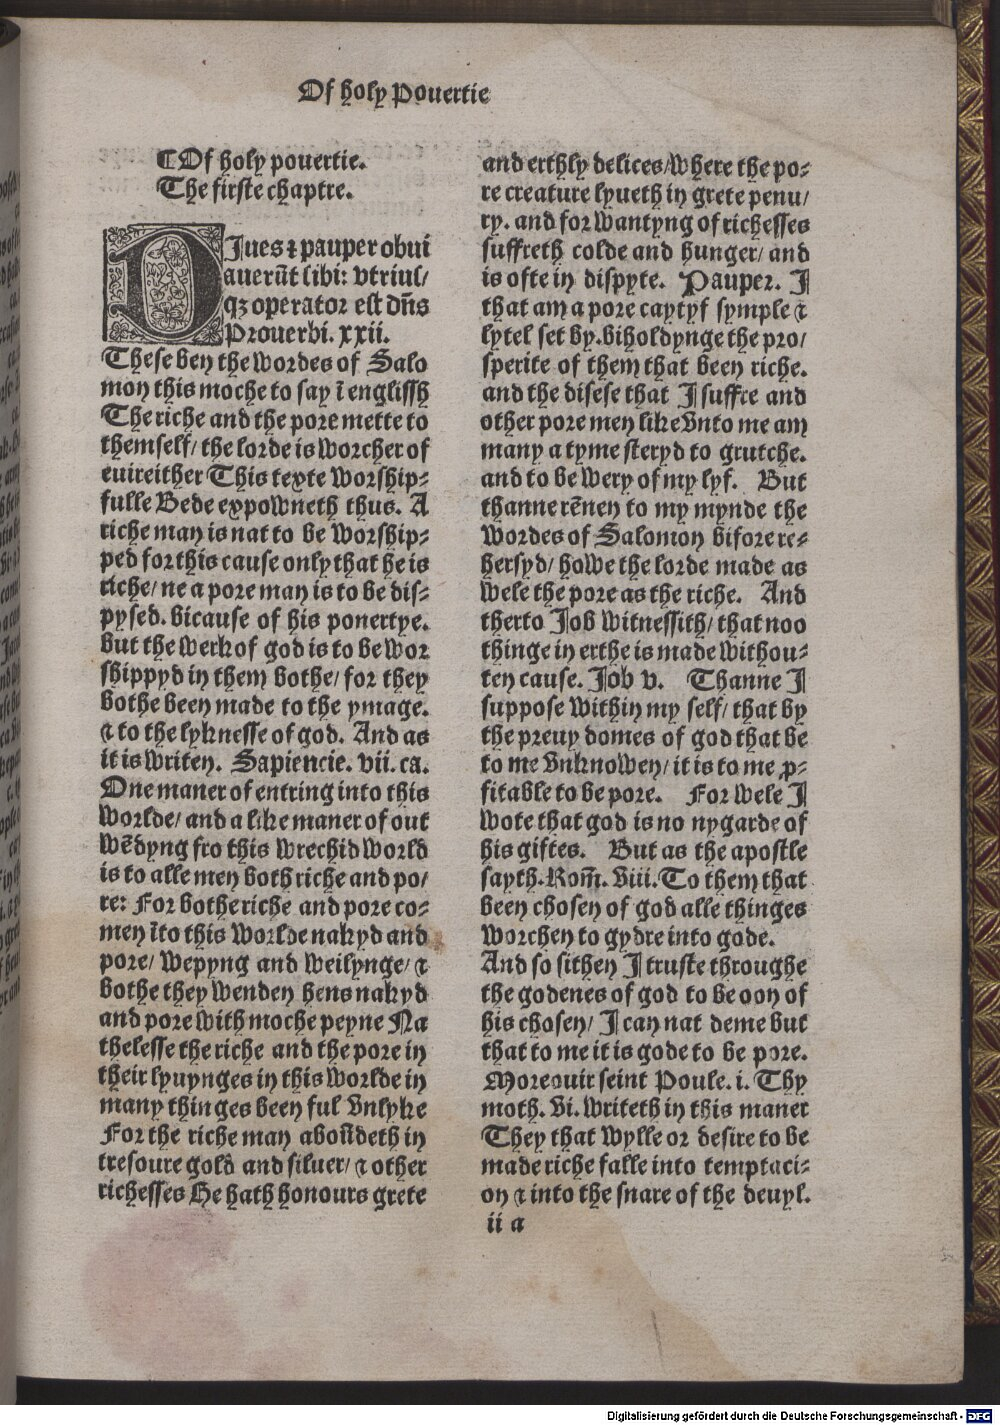 Of holy pouertie
¶Of holy pouertie.
The firste chaptre.
DJues ⁊ pauper obui
auerūt sibi: vtrius/
qꝫ operator est dn̄s
Prouerbi. xxii.
These ben the wordes of Salo
mon this moche to say ī englissh
The riche and the pore mette to
themself/ the lorde is worcher of
euireither This texte worship⸗
fulle Bede expowneth thus. A
riche man is nat to be worship⸗
ped for this cause only that he is
riche/ ne a pore man is to be dis⸗
pysed. bicause of his ponertye.
but the werk of god is to be wor
shippyd in them bothe/ for they
bothe been made to the ymage.
⁊ to the lyknesse of god. And as
it is writen. Sapiencie. vii. ca.
One maner of entring into this
worlde/ and a like maner of out
wēdyng fro this wrechid world
is to alle men both riche and po/
re: For bothe riche and pore co⸗
men īto this worlde nakyd and
pore/ wepyng and weilynge/ ⁊
bothe they wenden hens nakyd
and pore with moche peyne Na
thelesse the riche and the pore in
their lyuynges in this worlde in
many thinges been ful vnlyke
For the riche man aboūdeth in
tresoure gold and siluer/ ⁊ other
richesses He hath honours grete
and erthly delices/where the po⸗
re creature lyueth in grete penu/
ry. and for wantyng of richesses
suffreth colde and hunger/ and
is ofte in dispyte. Pauper. J
that am a pore caytyf symple ⁊
lytel set by.biholdynge the pro/
sperite of them that been riche.
and the disese that J suffre and
other pore men like vnto me am
many a tyme steryd to grutche.
and to be wery of my lyf. But
thanne rēnen to my mynde the
wordes of Salomon bifore re⸗
hersyd/ howe the lorde made as
wele the pore as the riche. And
therto Job witnessith/ that noo
thinge in erthe is made withou⸗
ten cause. Job v. Thanne J
suppose within my self/ that by
the preuy domes of god that be
to me vnknowen/ it is to me ꝓ⸗
fitable to be pore. For wele J
wote that god is no nygarde of
his giftes. But as the apostle
sayth.Rom̄. viii.To them that
been chosen of god alle thinges
worchen to gydre into gode.
And so sithen J truste throughe
the godenes of god to be oon of
his chosen/ J can nat deme but
that to me it is gode to be pore.
Moreouir seint Poule. i. Thy
moth. vi. writeth in this maner
They that wylle or desire to be
made riche falle into temptaci⸗
on ⁊ into the snare of the deuyl.
ii a
Digitalisierung gefördert durch die Deutsche Forschungsgemeinschaft - DFG